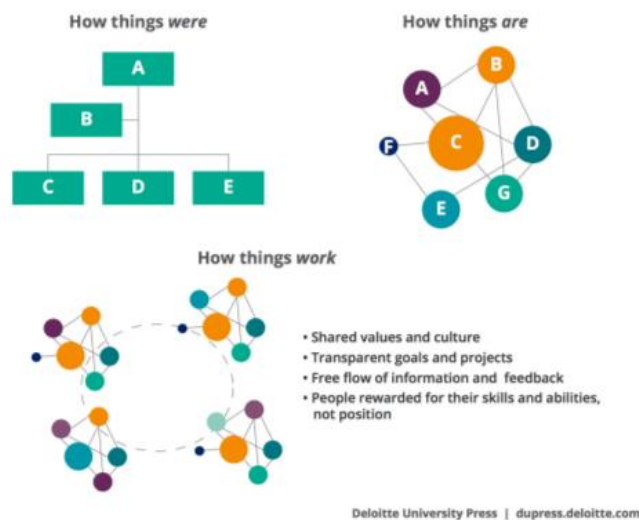 How things were
A
B
C D E
How things are
B
A
C
F
D
E
G
How things work
• Shared values and culture
• Transparent goals and projects
• Free flow of information and feedback
• People rewarded for their skills and abilities,
not position
Deloitte University Press | dupress.deloitte.com